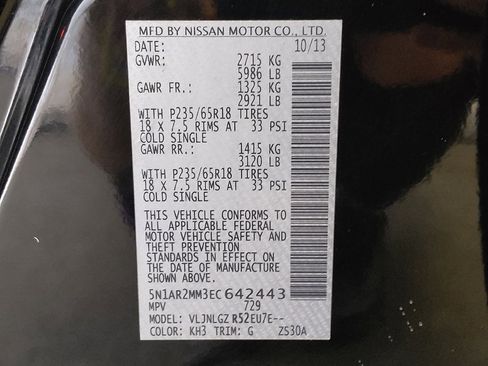 MFD BY NISSAN MOTOR CO., LTD.
DATE: 10/13
GVWR: 2715 KG
5986 LB
GAWR FR.: 1325 KG
2921 LB
WITH P235/65R18 TIRES
18 X 7.5 RIMS AT 33 PSI
COLD SINGLE
GAWR RR.: 1415 KG
3120 LB
WITH P235/65R18 TIRES
18 X 7.5 RIMS AT 33 PSI
COLD SINGLE
THIS VEHICLE CONFORMS TO
ALL APPLICABLE FEDERAL
MOTOR VEHICLE SAFETY AND
THEFT PREVENTION
STANDARDS IN EFFECT ON
THE DATE OF MANUFACTURE
SHOWN ABOVE.
5N1AR2MM3EC 642443
MPV 729
MODEL: VLJNLGZ R52EU7E--
COLOR: KH3 TRIM: G ZS30A